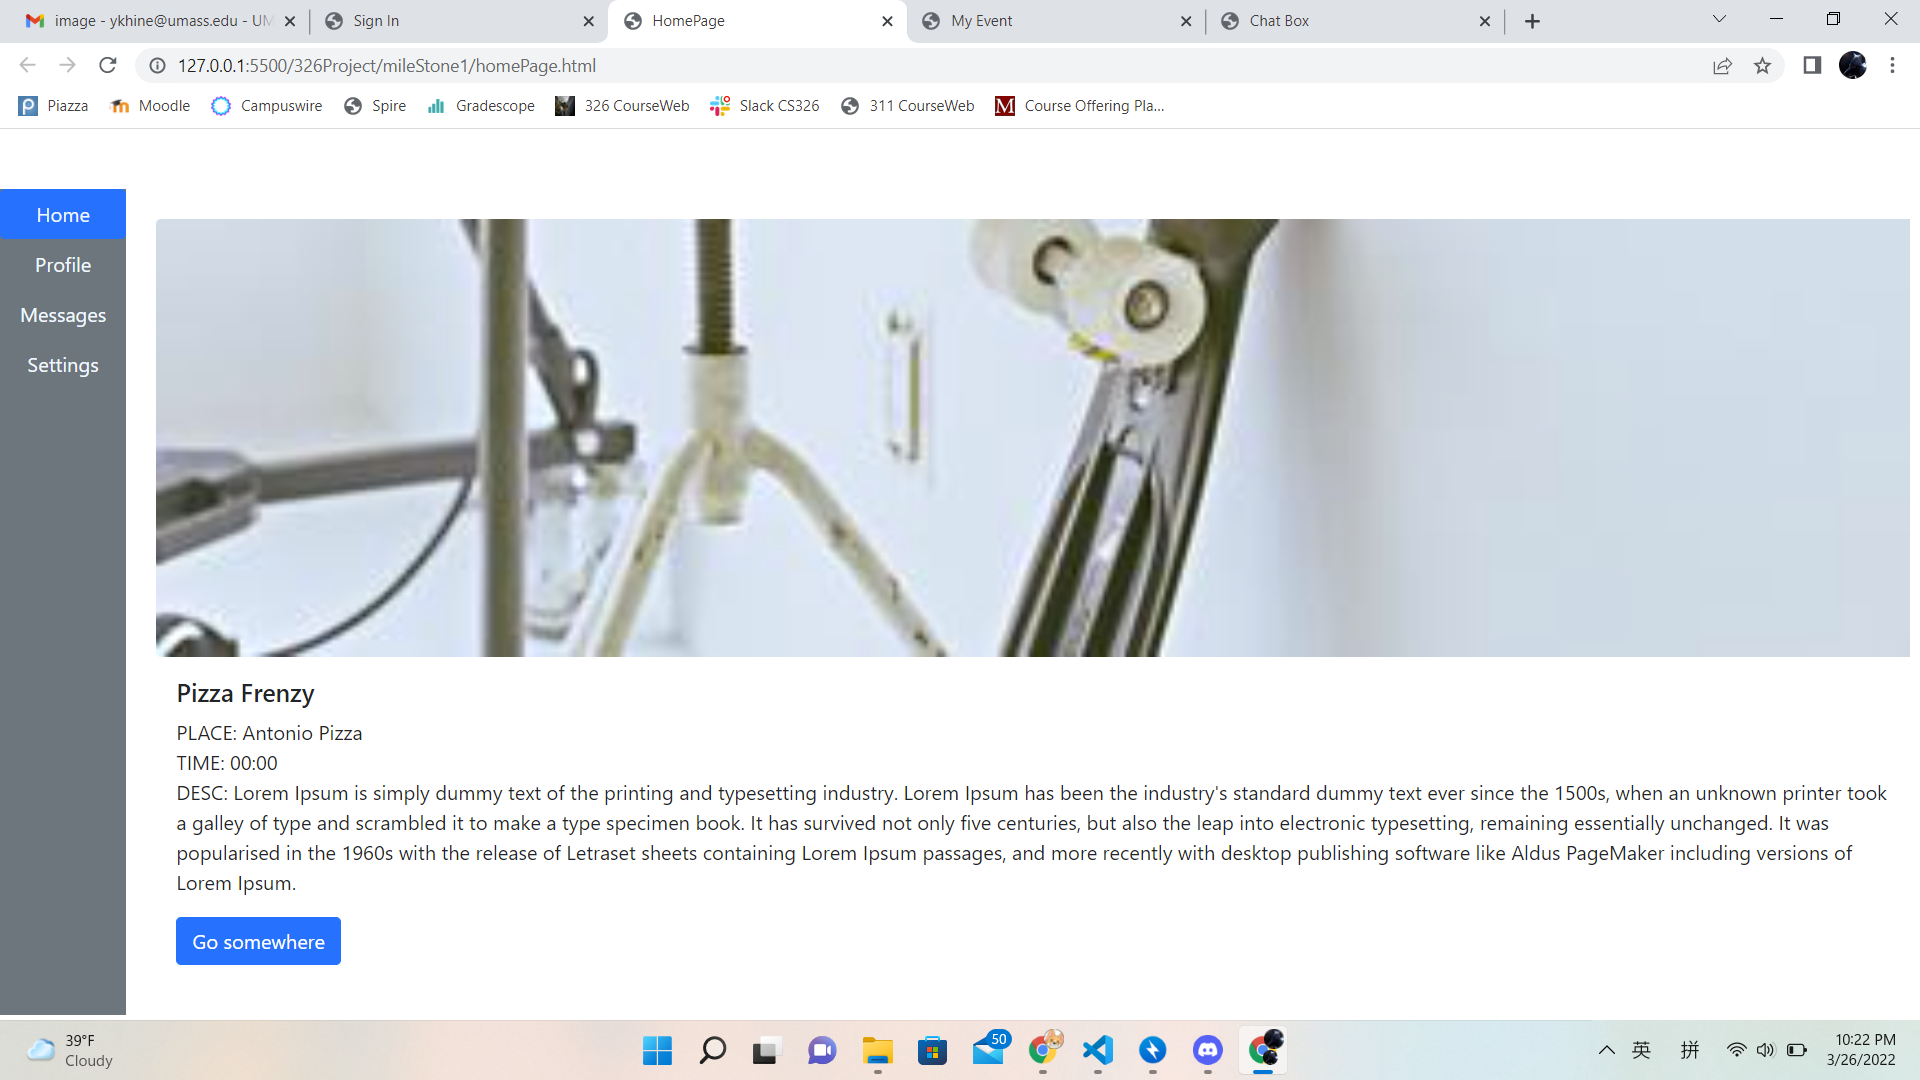 image - ykhine@umass.edu - UM
Sign In
HomePage
My Event
Chat Box
127.0.0.1:5500/326Project/mileStone1/homePage.html
Piazza
Moodle
Campuswire
Spire
Gradescope
326 CourseWeb
Slack CS326
311 CourseWeb
M
Course Offering Pla...
Home
Profile
Messages
Settings
Pizza Frenzy
PLACE: Antonio Pizza
TIME: 00:00
DESC: Lorem Ipsum is simply dummy text of the printing and typesetting industry. Lorem Ipsum has been the industry's standard dummy text ever since the 1500s, when an unknown printer took
a galley of type and scrambled it to make a type specimen book. It has survived not only five centuries, but also the leap into electronic typesetting, remaining essentially unchanged. It was
popularised in the 1960s with the release of Letraset sheets containing Lorem Ipsum passages, and more recently with desktop publishing software like Aldus PageMaker including versions of
Lorem Ipsum.
Go somewhere
39°F
Cloudy
50
英
拼
10:22 PM
3/26/2022